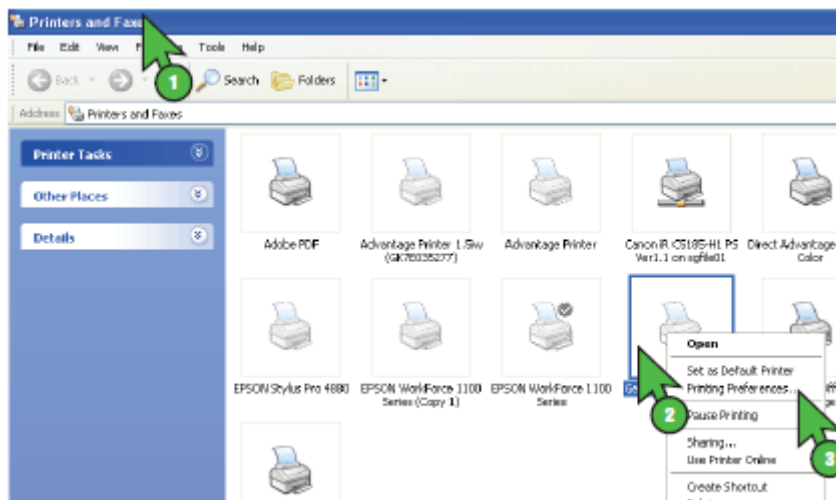 Printers and Fax
File Edit View F Tools Help
1
Back Search Folders
Address Printers and Faxes
Printer Tasks
Other Places
Details
Adobe PDF
Advantage Printer 1.5iw
(GK7E035277)
Advantage Printer
Canon iR C5185-H1 PS
Ver1.1 on sgfile01
Direct Advantage
Color
EPSON Stylus Pro 4880
EPSON WorkForce 1100
Series (Copy 1)
EPSON WorkForce 1100
Series
Open
Set as Default Printer
Printing Preferences...
2
Pause Printing
3
Sharing...
Use Printer Online
Create Shortcut